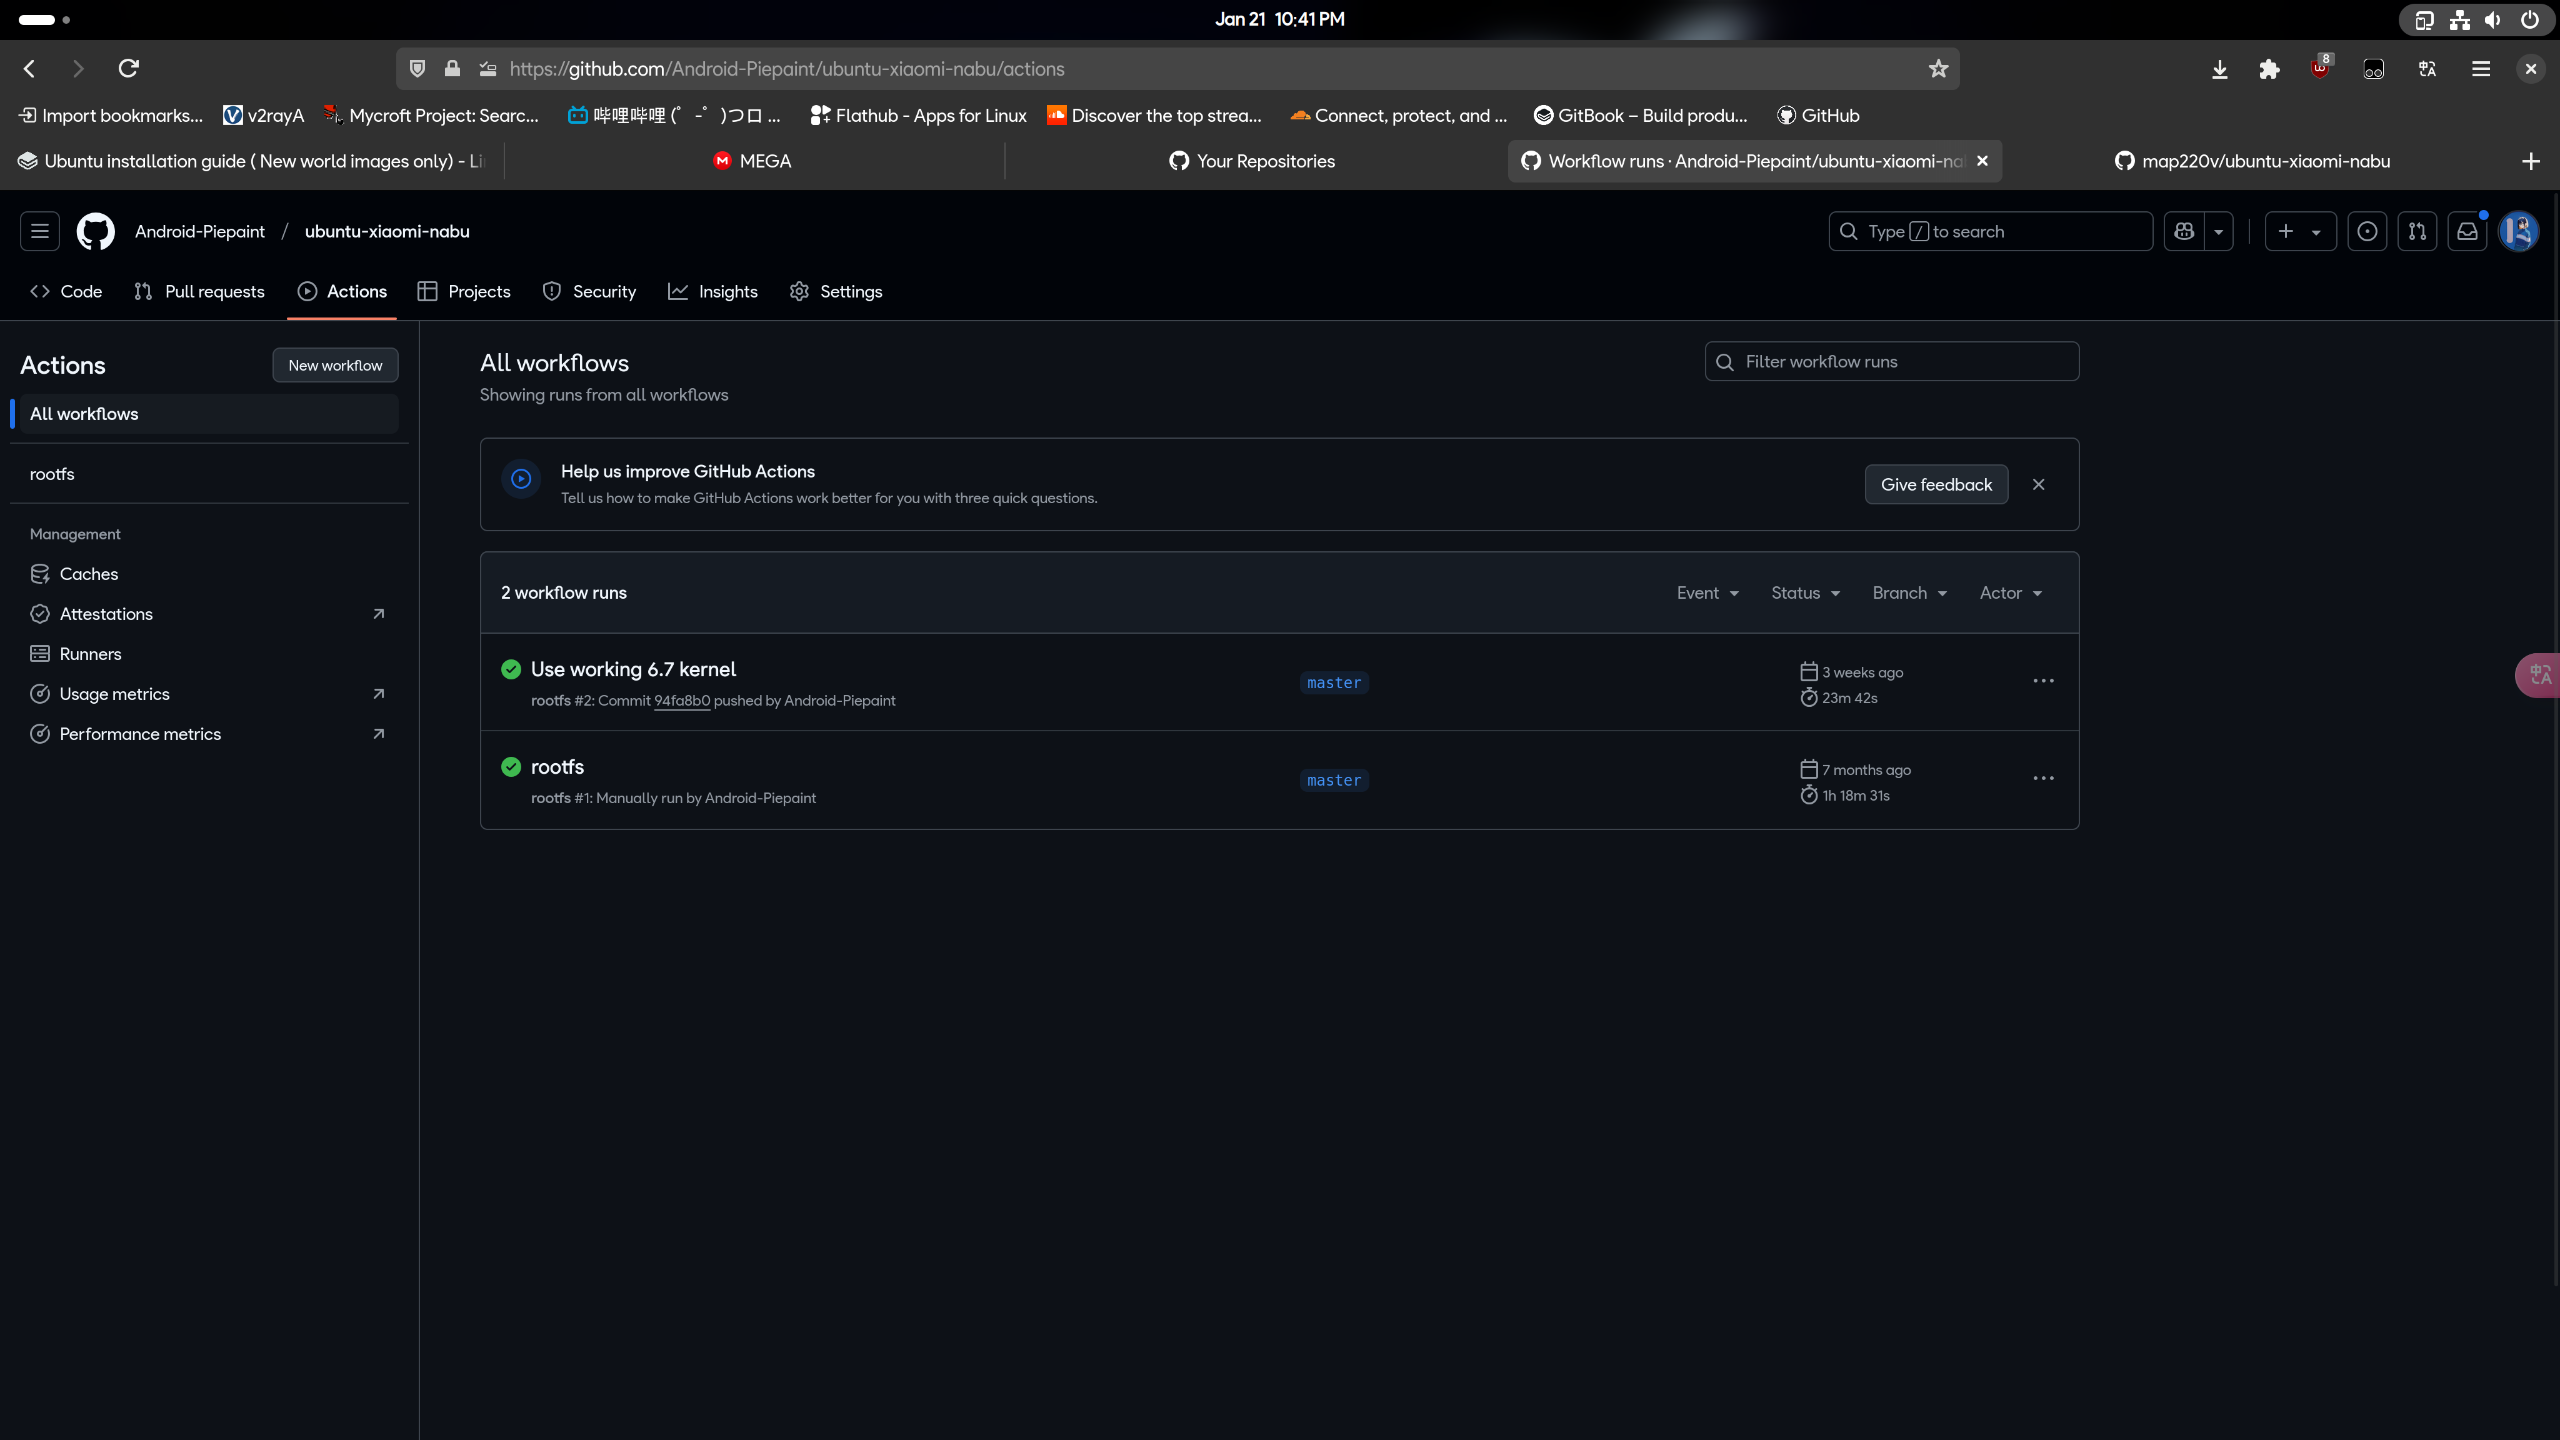 Jan 21 10:41 PM
https://github.com/Android-Piepaint/ubuntu-xiaomi-nabu/actions
8
Import bookmarks...
v2rayA
Mycroft Project: Searc...
哔哩哔哩 (゜-゜)つロ ...
Flathub - Apps for Linux
Discover the top strea...
Connect, protect, and ...
GitBook – Build produ...
GitHub
Ubuntu installation guide ( New world images only) - Li
MEGA
Your Repositories
Workflow runs · Android-Piepaint/ubuntu-xiaomi-na
map220v/ubuntu-xiaomi-nabu
Android-Piepaint / ubuntu-xiaomi-nabu
Type / to search
Code
Pull requests
Actions
Projects
Security
Insights
Settings
Actions
New workflow
All workflows
rootfs
Management
Caches
Attestations
Runners
Usage metrics
Performance metrics
All workflows
Showing runs from all workflows
Filter workflow runs
Help us improve GitHub Actions
Tell us how to make GitHub Actions work better for you with three quick questions.
Give feedback
2 workflow runs
Event
Status
Branch
Actor
Use working 6.7 kernel
rootfs #2: Commit 94fa8b0 pushed by Android-Piepaint
master
3 weeks ago
23m 42s
rootfs
rootfs #1: Manually run by Android-Piepaint
master
7 months ago
1h 18m 31s